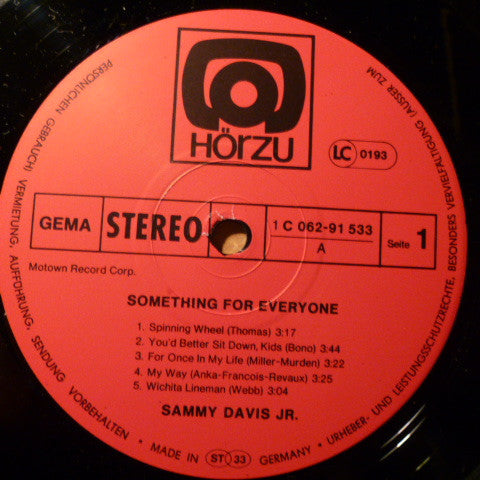 HÖRZU
LC 0193
GEMA STEREO 1 C 062-91 533 A Seite 1
Motown Record Corp.
SOMETHING FOR EVERYONE
1. Spinning Wheel (Thomas) 3:17
2. You'd Better Sit Down, Kids (Bono) 3:44
3. For Once In My Life (Miller-Murden) 3:22
4. My Way (Anka-Francois-Revaux) 3:25
5. Wichita Lineman (Webb) 3:04
SAMMY DAVIS JR.
• MADE IN ST 33 GERMANY • URHEBER- UND LEISTUNGSSCHUTZRECHTE, BESONDERS VERVIELFÄLTIGUNG (AUSSER ZUM PERSÖNLICHEN GEBRAUCH) VERMIETUNG, AUFFÜHRUNG, SENDUNG VORBEHALTEN